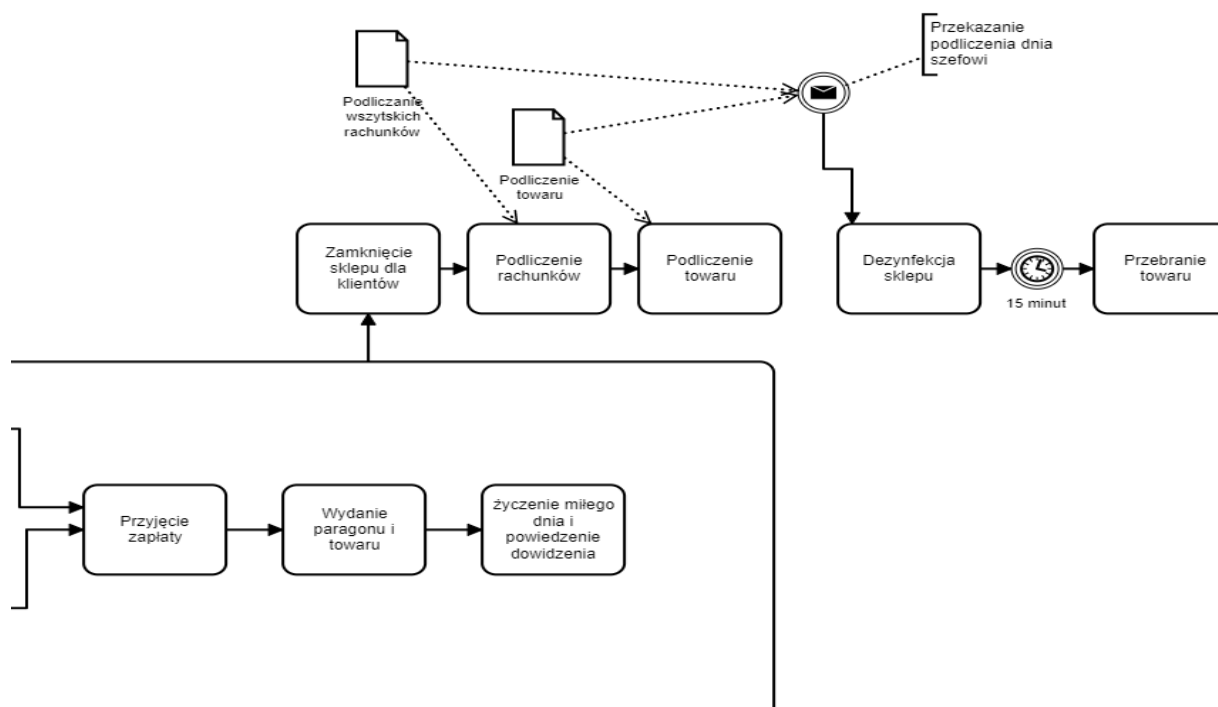 Przekazanie
podliczenia dnia
szefowi
Podliczanie
wszytskich
rachunków
Podliczenie
towaru
Zamknięcie
sklepu dla
klientów
Podliczenie
rachunków
Podliczenie
towaru
Dezynfekcja
sklepu
15 minut
Przebranie
towaru
Przyjęcie
zapłaty
Wydanie
paragonu i
towaru
życzenie miłego
dnia i
powiedzenie
dowidzenia